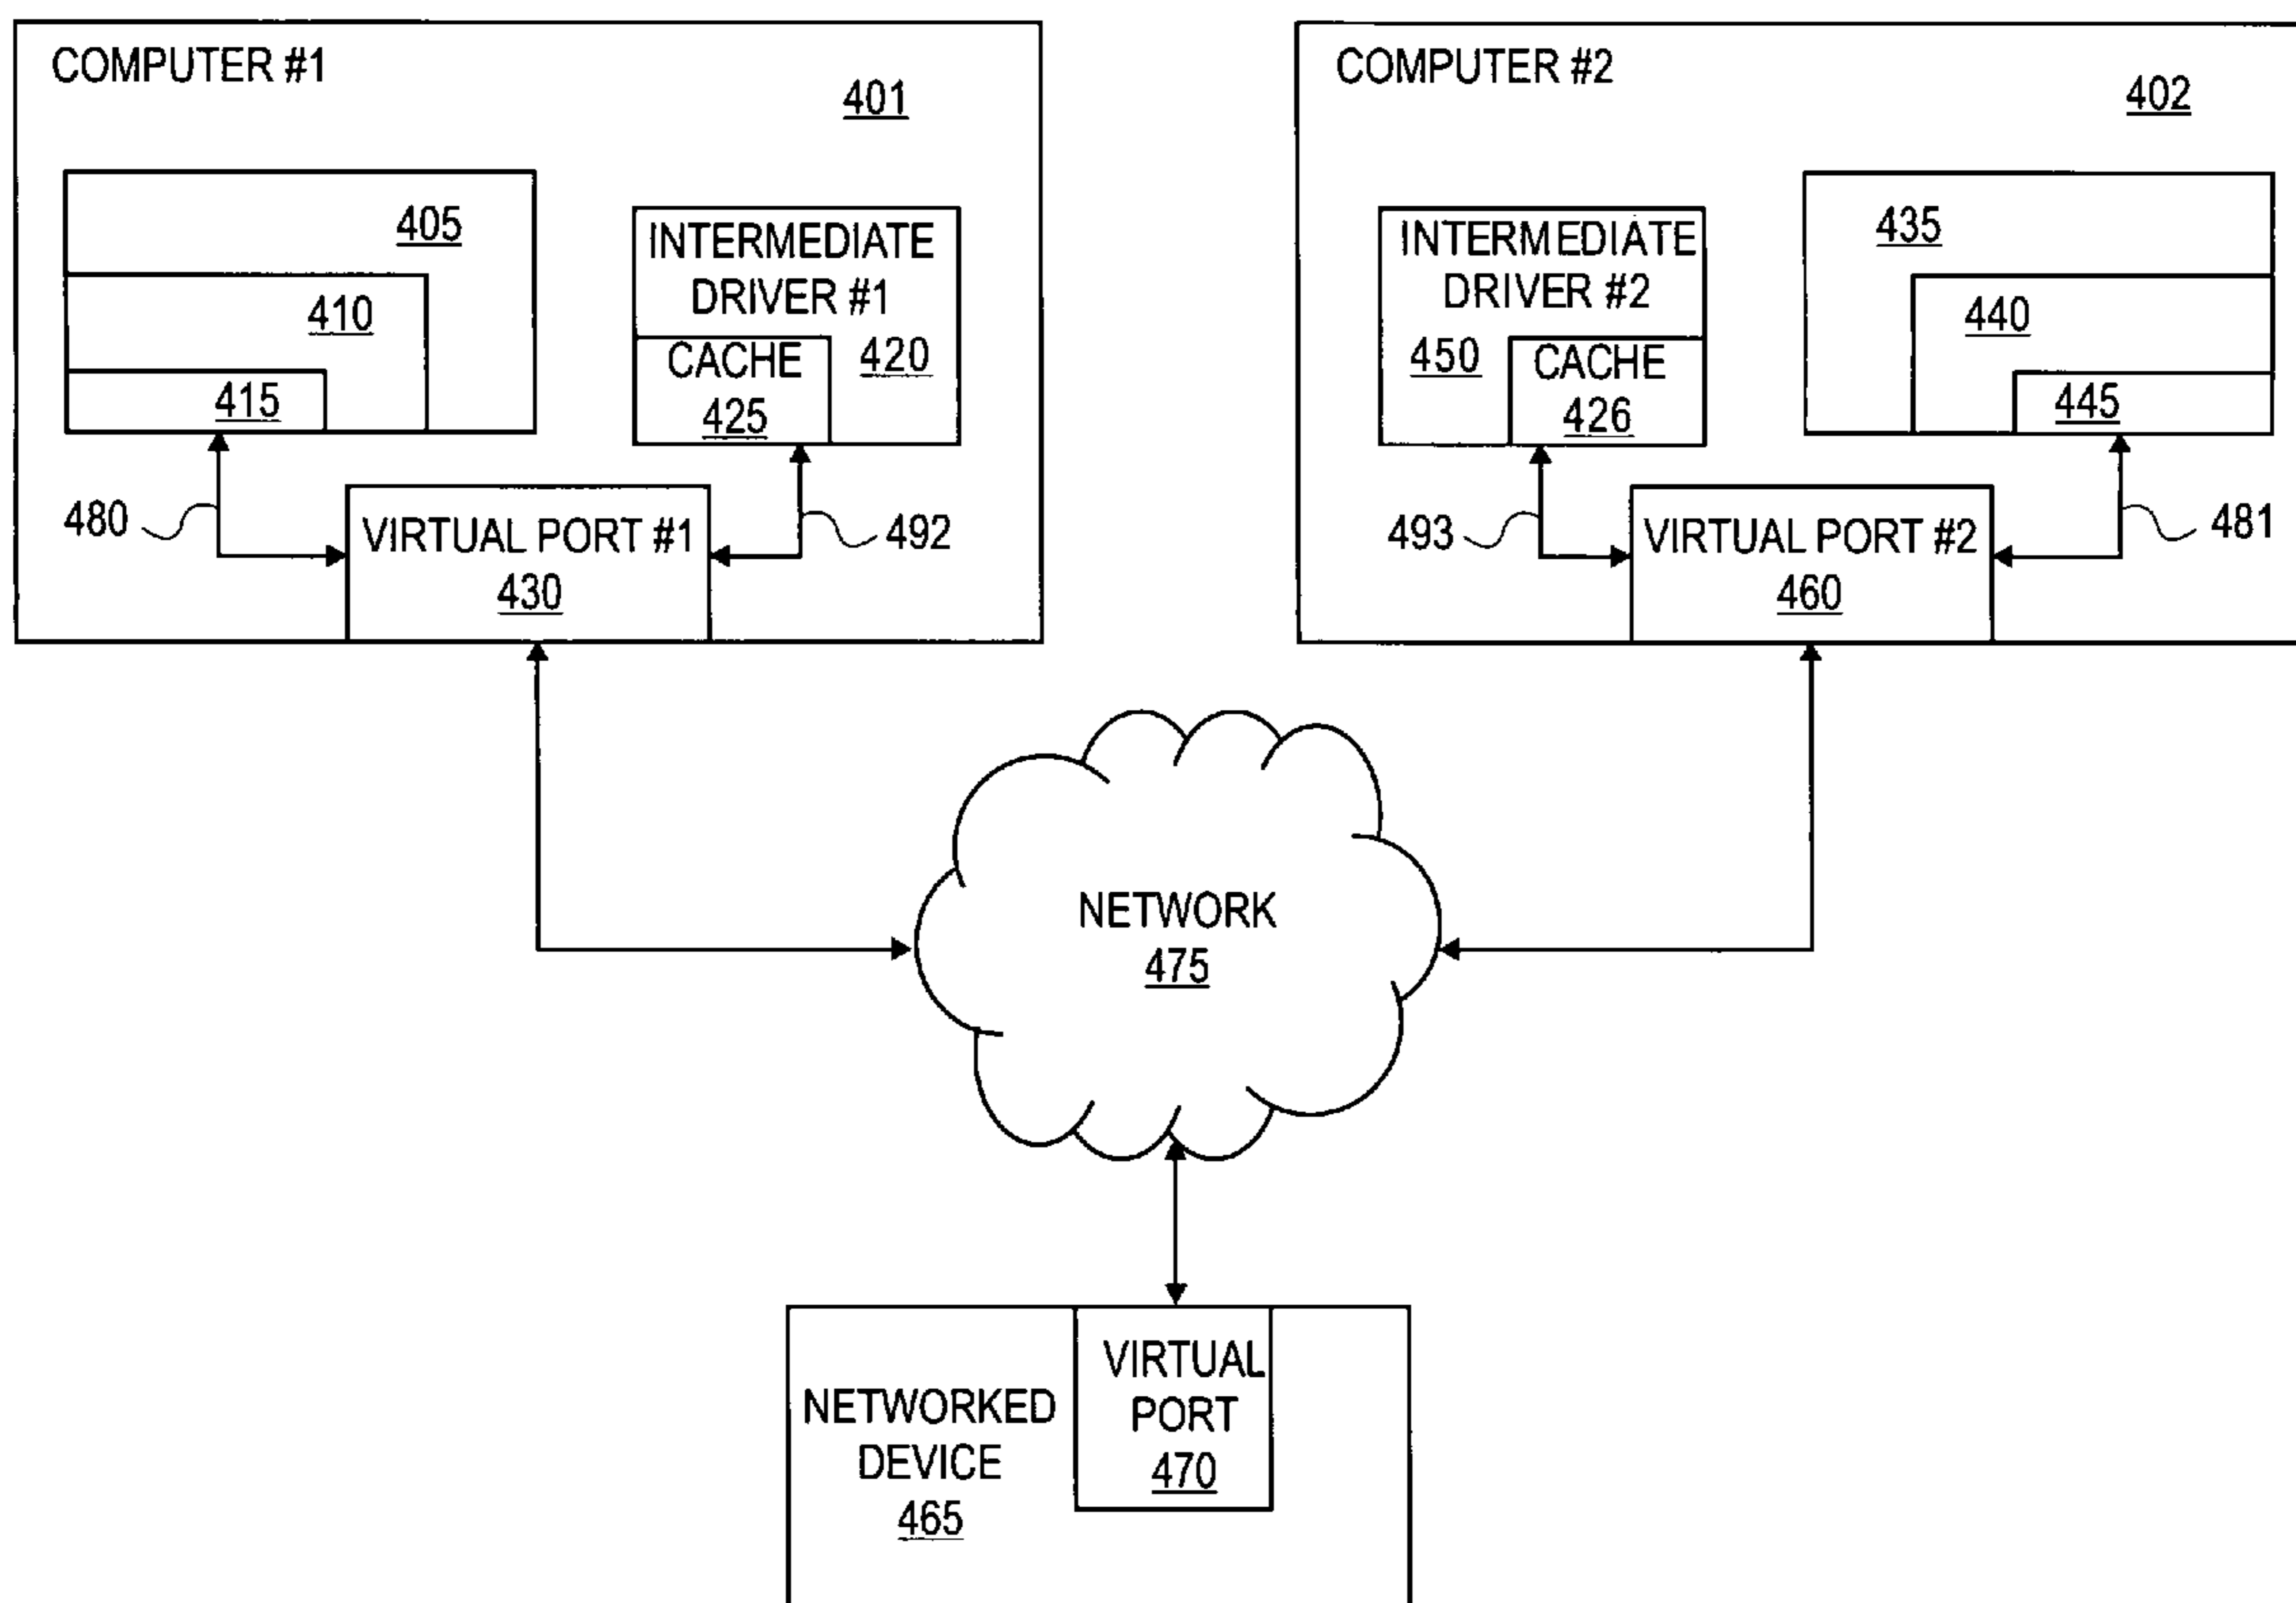 COMPUTER #1
401
405
410
415
INTERMEDIATE
DRIVER #1
420
CACHE
425
480
VIRTUAL PORT #1
430
492
COMPUTER #2
402
INTERMEDIATE
DRIVER #2
450
CACHE
426
435
440
445
493
VIRTUAL PORT #2
460
481
NETWORK
475
NETWORKED
DEVICE
465
VIRTUAL
PORT
470